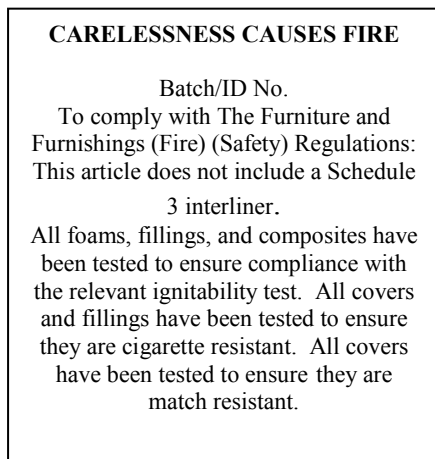 CARELESSNESS CAUSES FIRE
Batch/ID No.
To comply with The Furniture and
Furnishings (Fire) (Safety) Regulations:
This article does not include a Schedule
3 interliner.
All foams, fillings, and composites have
been tested to ensure compliance with
the relevant ignitability test.  All covers
and fillings have been tested to ensure
they are cigarette resistant.  All covers
have been tested to ensure they are
match resistant.